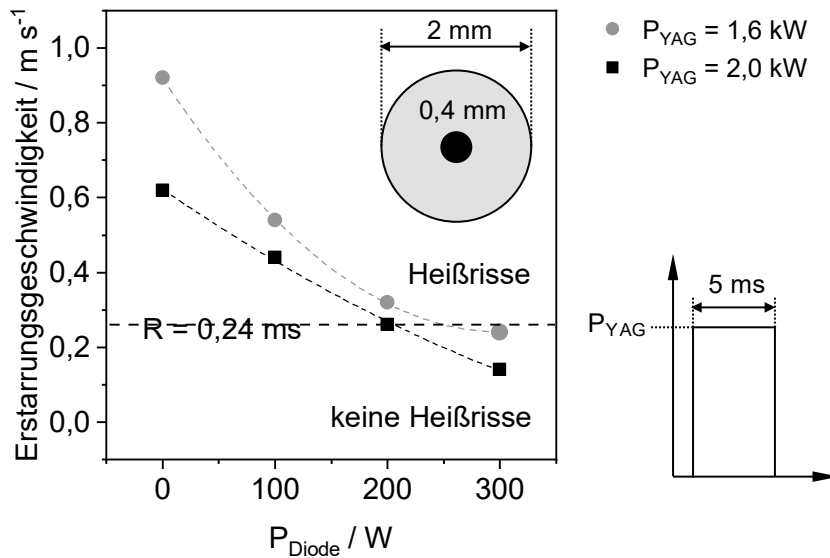 Erstarrungsgeschwindigkeit / m s⁻¹
1,0
0,8
0,6
0,4
0,2
0,0
0
100
200
300
P_Diode / W
2 mm
0,4 mm
Heißrisse
R = 0,24 ms
keine Heißrisse
P_YAG = 1,6 kW
P_YAG = 2,0 kW
5 ms
P_YAG